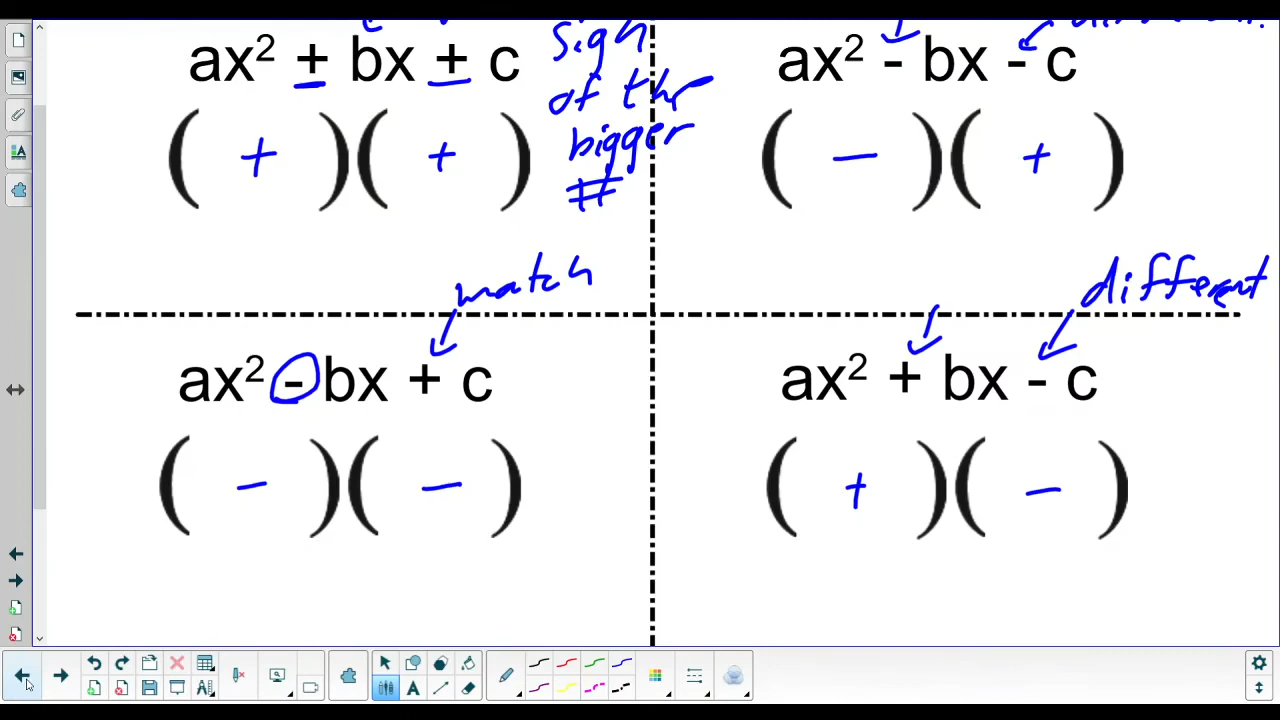 ax² + bx + c
sign
of the
bigger
#
( + )( + )
ax² - bx - c
( - )( + )
match
ax² - bx + c
( - )( - )
different
ax² + bx - c
( + )( - )